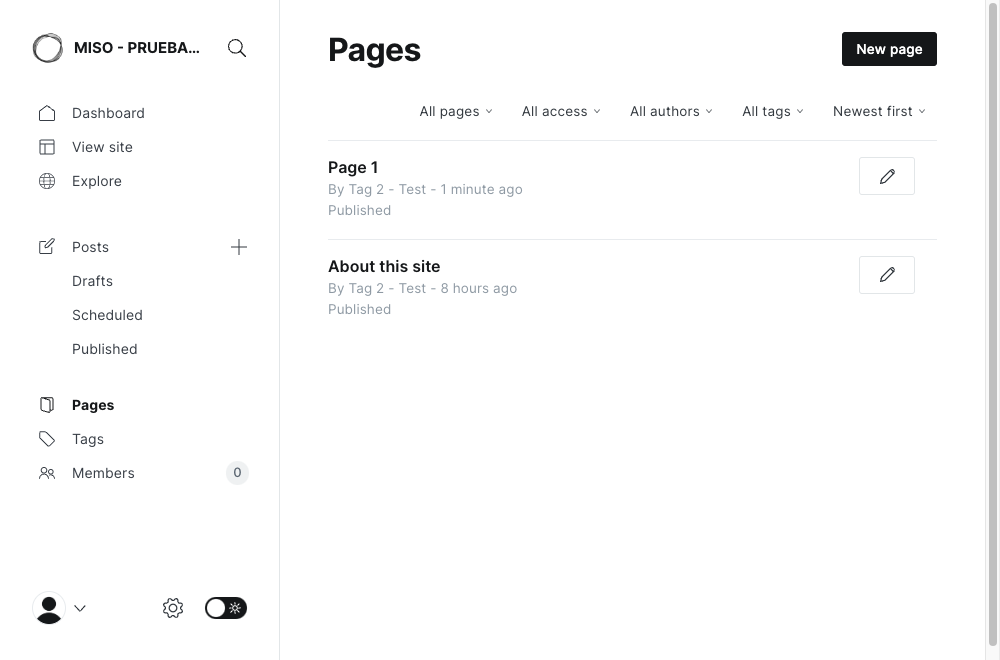 MISO - PRUEBA...
Dashboard
View site
Explore
Posts
Drafts
Scheduled
Published
Pages
Tags
Members
0
Pages
New page
All pages
All access
All authors
All tags
Newest first
Page 1
By Tag 2 - Test - 1 minute ago
Published
About this site
By Tag 2 - Test - 8 hours ago
Published